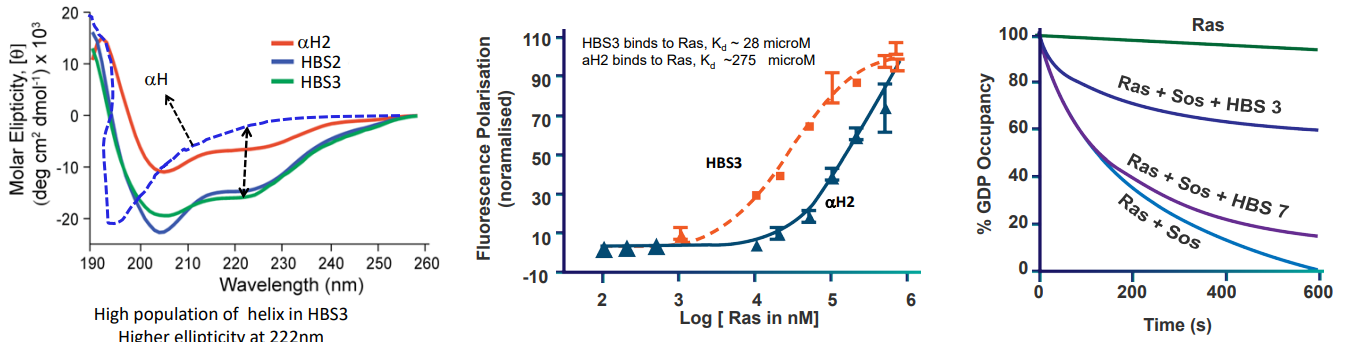 Molar Elipticity, [θ]
(deg cm² dmol⁻¹) x 10³
20
10
0
-10
-20
αH
αH2
HBS2
HBS3
190 200 210 220 230 240 250 260
Wavelength (nm)
High population of helix in HBS3
Higher ellipticity at 222nm
Fluorescence Polarisation
(noramalised)
110
90
70
50
30
10
-10
HBS3 binds to Ras, Kd ~ 28 microM
aH2 binds to Ras, Kd ~275 microM
HBS3
αH2
2 3 4 5 6
Log [ Ras in nM]
% GDP Occupancy
100
80
60
40
20
0
Ras
Ras + Sos + HBS 3
Ras + Sos + HBS 7
Ras + Sos
0 200 400 600
Time (s)